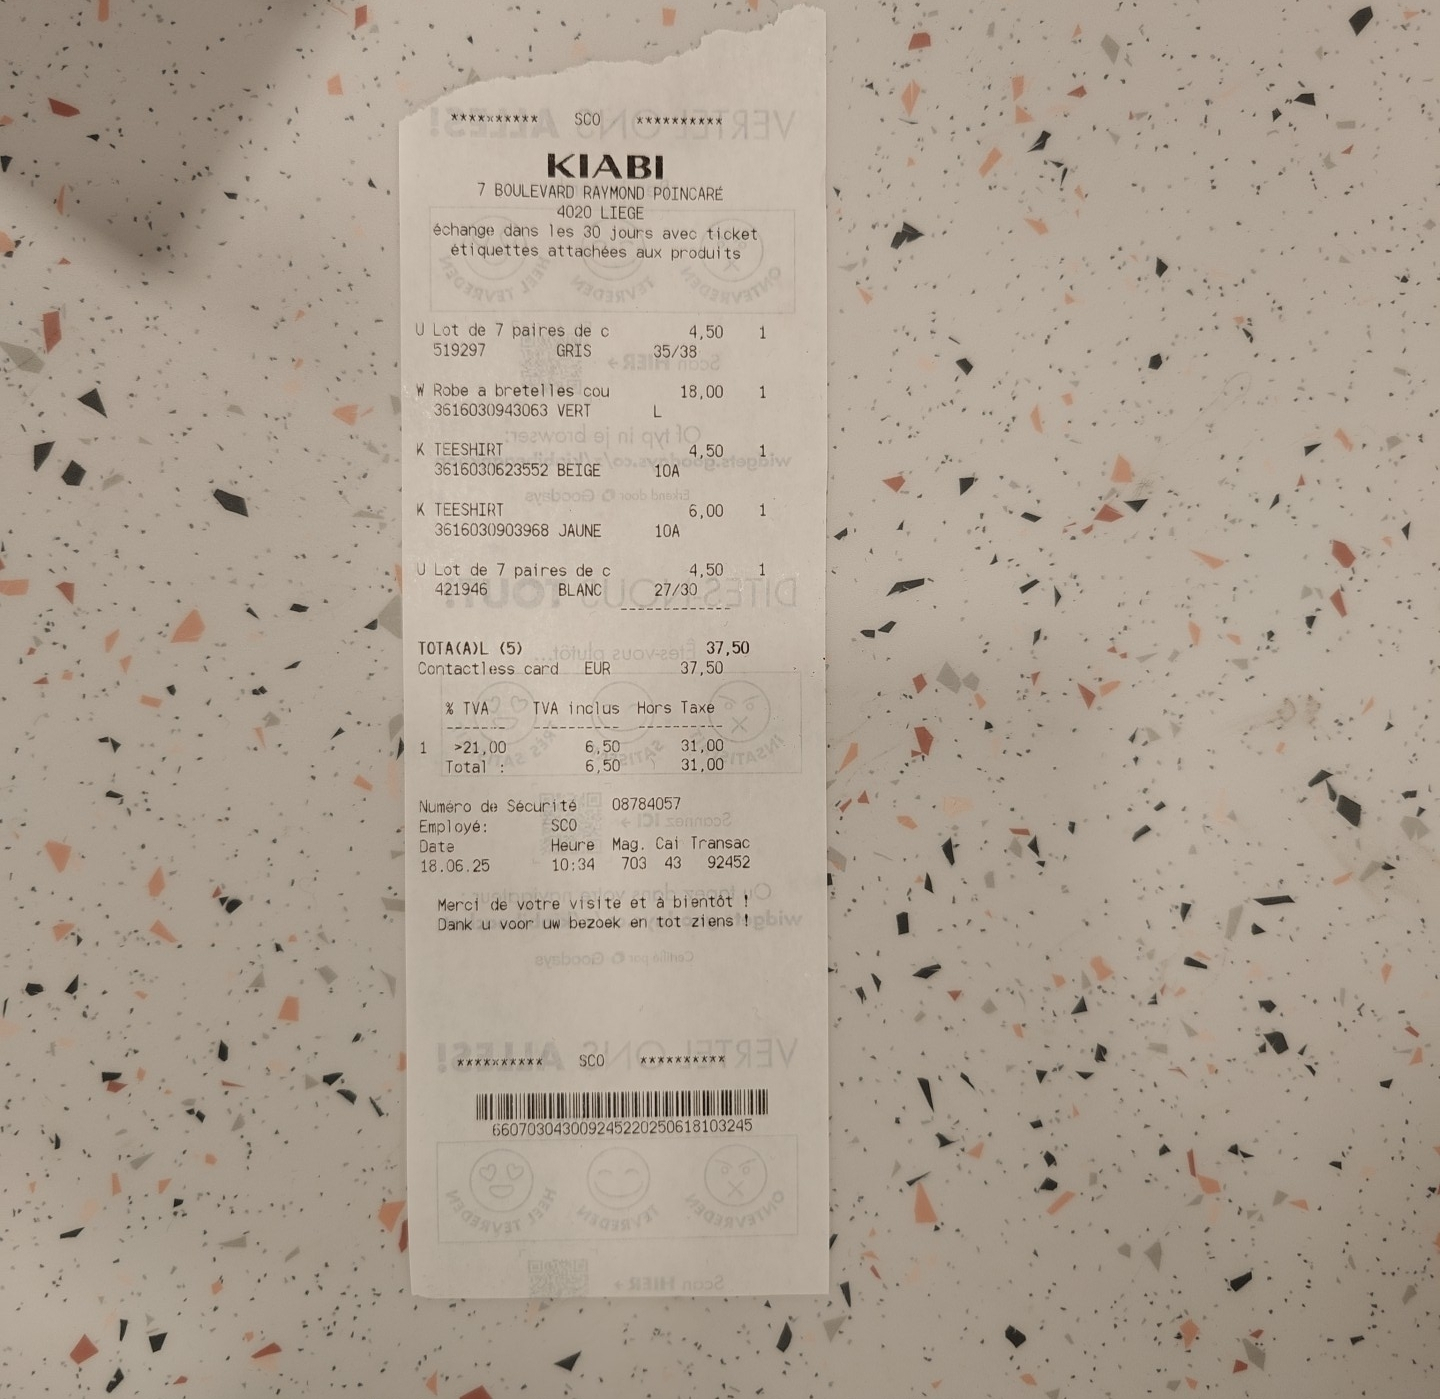 ********** SCO **********
KIABI
7 BOULEVARD RAYMOND POINCARÉ
4020 LIEGE
échange dans les 30 jours avec ticket
étiquettes attachées aux produits
U Lot de 7 paires de c 4,50 1
519297 GRIS 35/38
W Robe a bretelles cou 18,00 1
3616030943063 VERT L
K TEESHIRT 4,50 1
3616030623552 BEIGE 10A
K TEESHIRT 6,00 1
3616030903968 JAUNE 10A
U Lot de 7 paires de c 4,50 1
421946 BLANC 27/30
-------------
TOTA(A)L (5) 37,50
Contactless card EUR 37,50
% TVA TVA inclus Hors Taxe
------- ---------- ----------
1 >21,00 6,50 31,00
Total : 6,50 31,00
Numéro de Sécurité 08784057
Employé: SCO
Date Heure Mag. Cai Transac
18.06.25 10:34 703 43 92452
Merci de votre visite et à bientôt !
Dank u voor uw bezoek en tot ziens !
********** SCO **********
660703043009245220250618103245